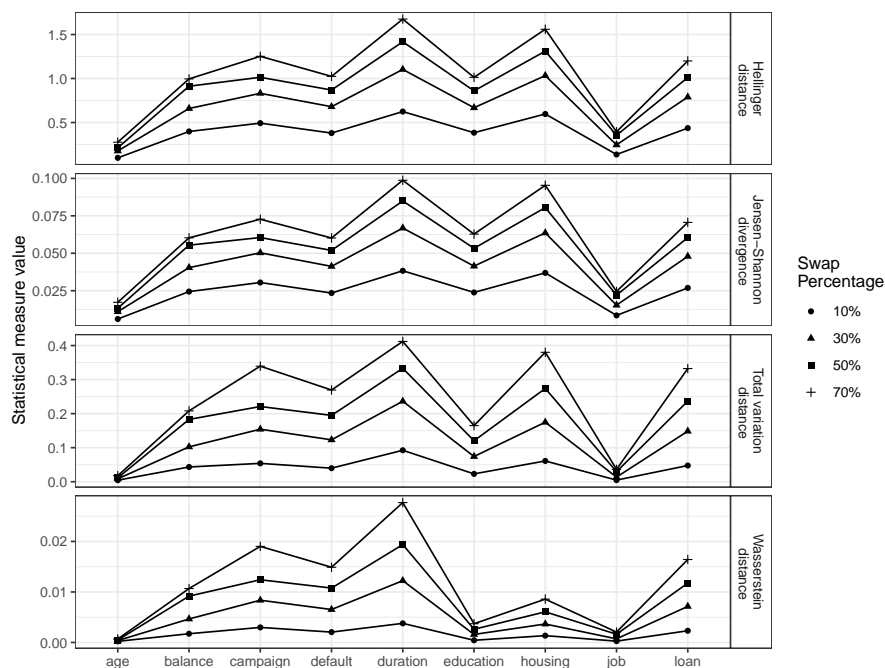 1.5
1.0
0.5
Hellinger
distance
0.100
0.075
0.050
0.025
Jensen−Shannon
divergence
0.4
0.3
0.2
0.1
0.0
Total variation
distance
0.02
0.01
0.00
Wasserstein
distance
Statistical measure value
age balance campaign default duration education housing job loan
Swap
Percentage
10%
30%
50%
70%